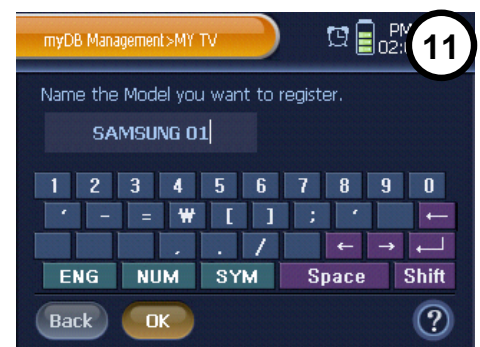 myDB Management>MY TV
PM
02:
11
Name the Model you want to register.
SAMSUNG 01
1 2 3 4 5 6 7 8 9 0
´ - = ₩ [ ] ; ´ ←
, . / ← → ↵
ENG NUM SYM Space Shift
Back OK ?